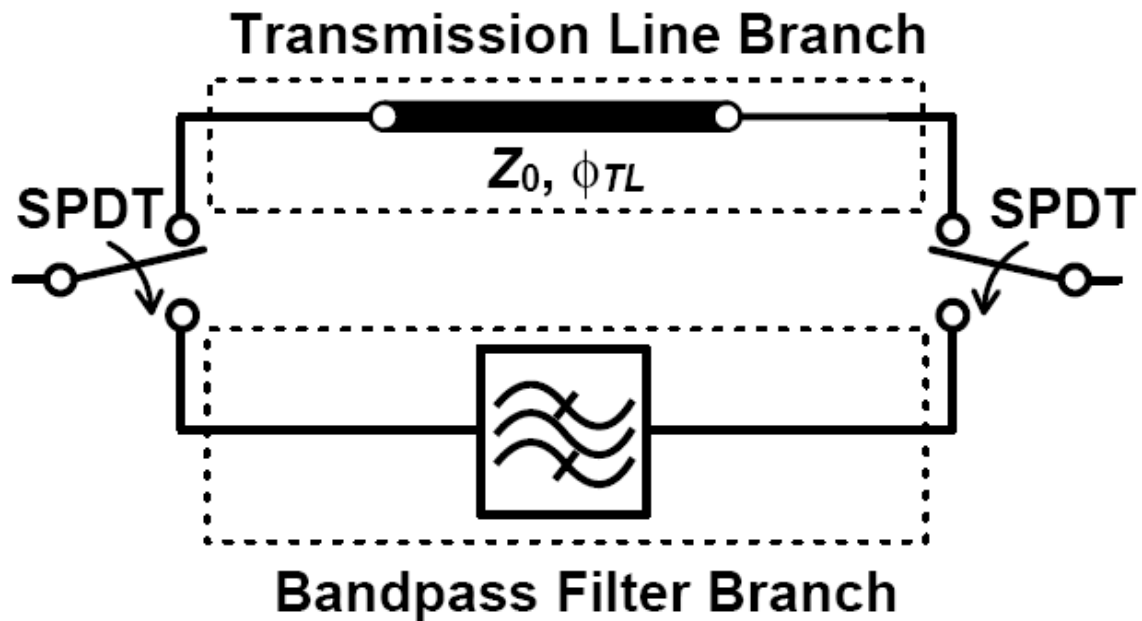 Transmission Line Branch
Z0, ϕTL
SPDT
SPDT
Bandpass Filter Branch